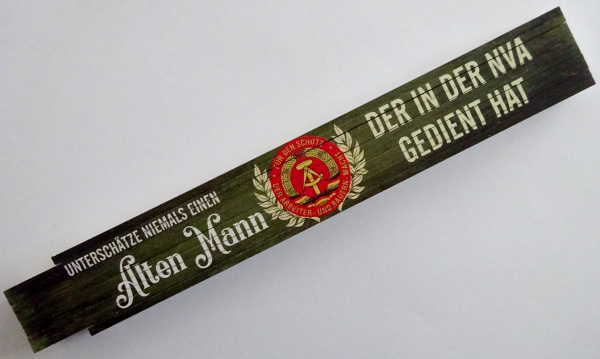 UNTERSCHÄTZE NIEMALS EINEN
Alten Mann
FÜR DEN SCHUTZ DER ARBEITER- UND BAUERN-MACHT
DER IN DER NVA
GEDIENT HAT